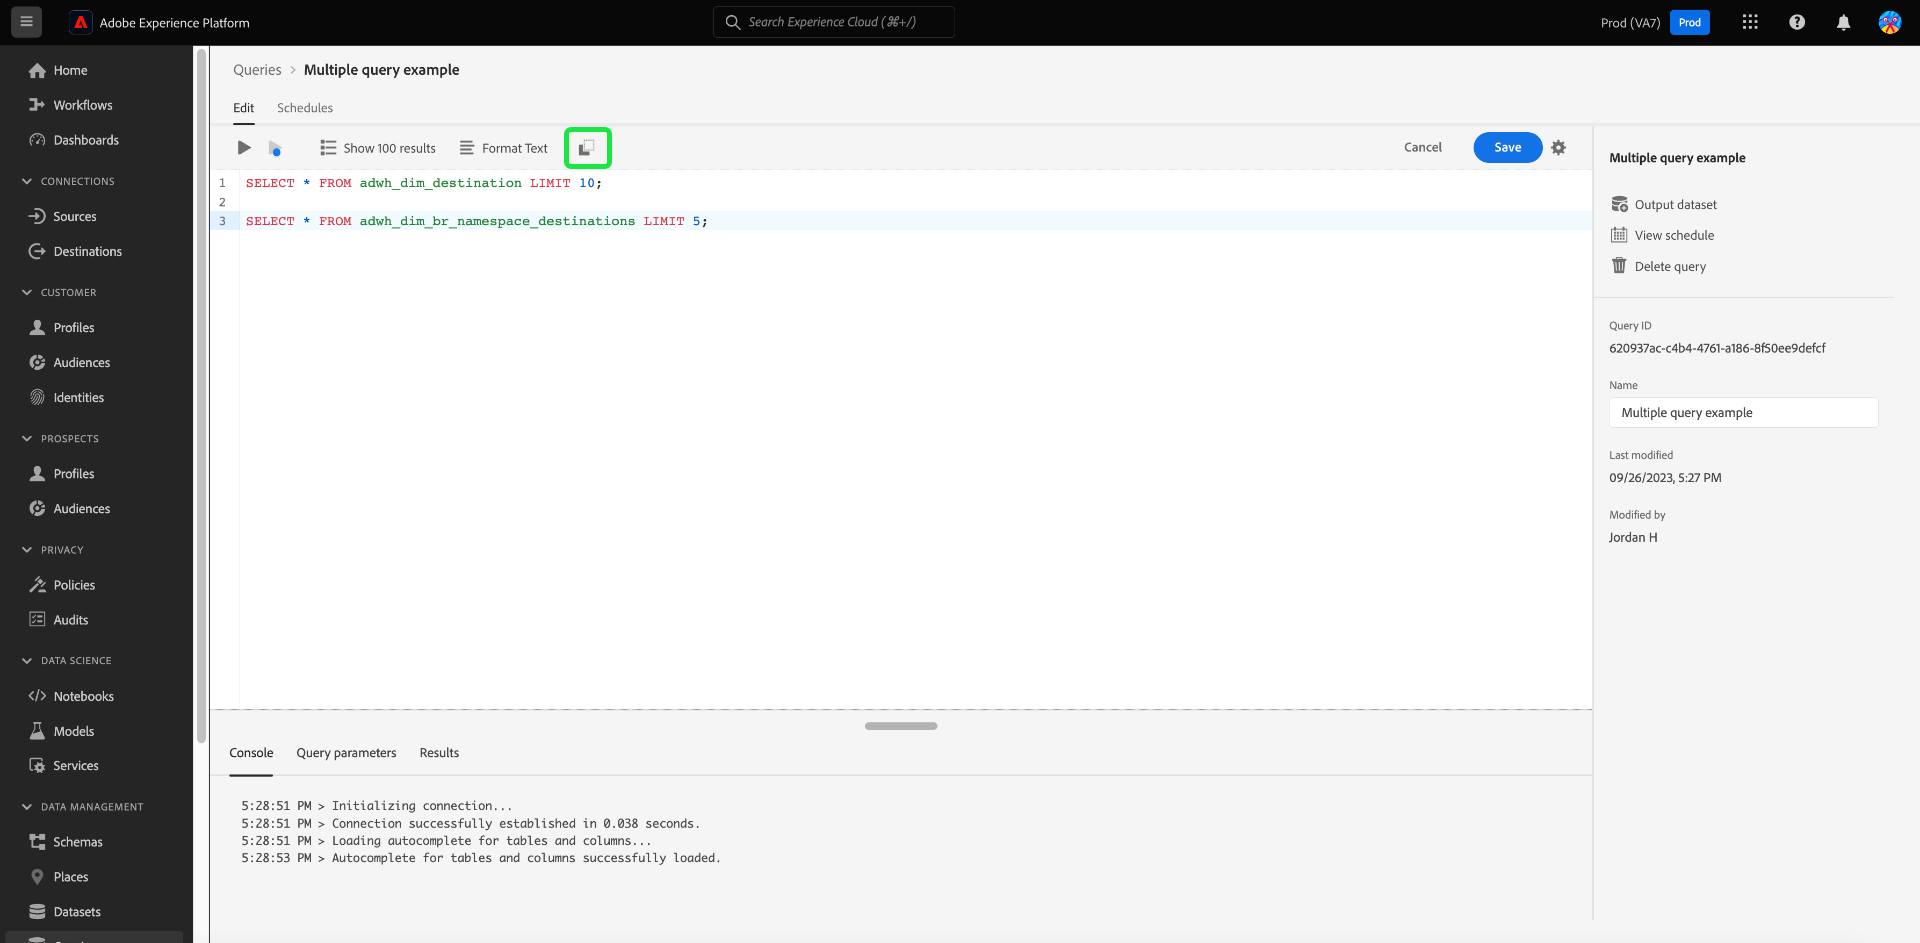 Adobe Experience Platform
Search Experience Cloud (⌘+/)
Prod (VA7)
Prod
Home
Workflows
Dashboards
CONNECTIONS
Sources
Destinations
CUSTOMER
Profiles
Audiences
Identities
PROSPECTS
Profiles
Audiences
PRIVACY
Policies
Audits
DATA SCIENCE
Notebooks
Models
Services
DATA MANAGEMENT
Schemas
Places
Datasets
Queries > Multiple query example
Edit Schedules
Show 100 results Format Text Cancel Save
1 SELECT * FROM adwh_dim_destination LIMIT 10;
2
3 SELECT * FROM adwh_dim_br_namespace_destinations LIMIT 5;
Console Query parameters Results
5:28:51 PM > Initializing connection...
5:28:51 PM > Connection successfully established in 0.038 seconds.
5:28:51 PM > Loading autocomplete for tables and columns...
5:28:53 PM > Autocomplete for tables and columns successfully loaded.
Multiple query example
Output dataset
View schedule
Delete query
Query ID
620937ac-c4b4-4761-a186-8f50ee9defcf
Name
Multiple query example
Last modified
09/26/2023, 5:27 PM
Modified by
Jordan H